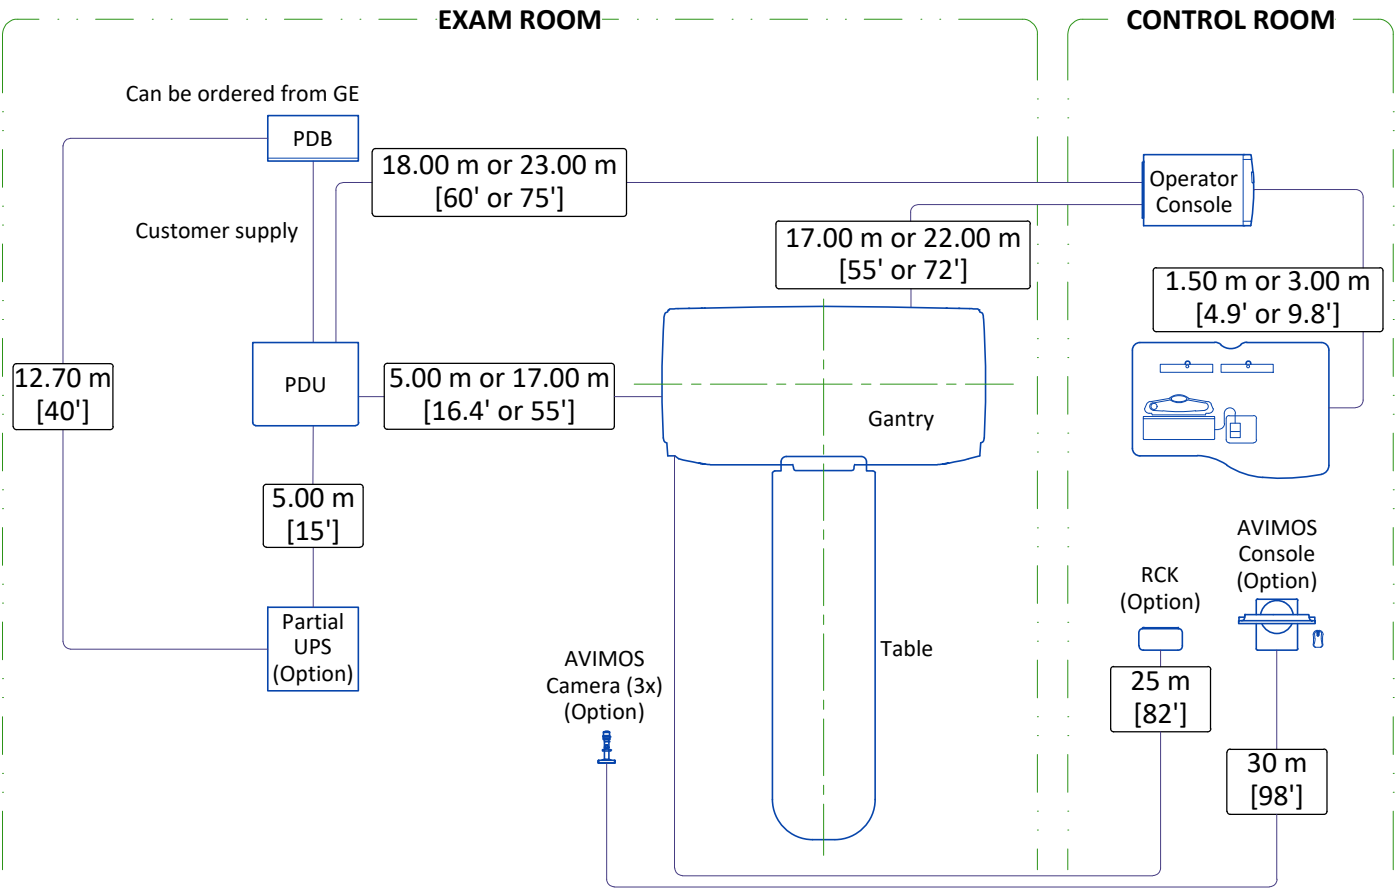 EXAM ROOM
CONTROL ROOM
Can be ordered from GE
PDB
18.00 m or 23.00 m
[60' or 75']
Operator
Console
Customer supply
17.00 m or 22.00 m
[55' or 72']
1.50 m or 3.00 m
[4.9' or 9.8']
12.70 m
[40']
PDU
5.00 m or 17.00 m
[16.4' or 55']
Gantry
5.00 m
[15']
AVIMOS
Console
(Option)
RCK
(Option)
Partial
UPS
(Option)
Table
AVIMOS
Camera (3x)
(Option)
25 m
[82']
30 m
[98']